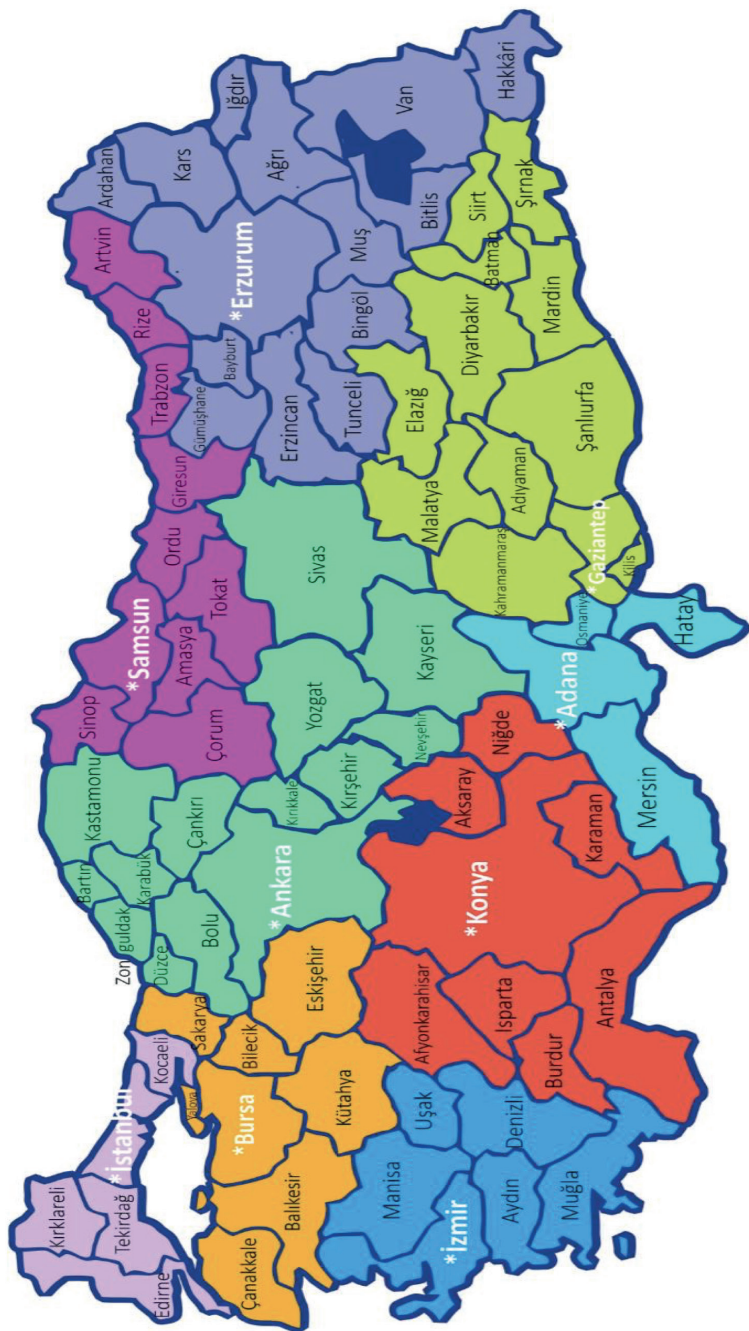 Kırklareli
Edirne
Tekirdağ
*İstanbul
Kocaeli
Yalova
Sakarya
Çanakkale
Balıkesir
*Bursa
Bilecik
Kütahya
Eskişehir
Manisa
Uşak
*İzmir
Aydın
Denizli
Muğla
Zonguldak
Düzce
Bartın
Karabük
Bolu
Kastamonu
Çankırı
*Ankara
Kırıkkale
Kırşehir
Yozgat
Nevşehir
Kayseri
Sivas
Afyonkarahisar
Isparta
Burdur
Antalya
*Konya
Aksaray
Niğde
Karaman
Sinop
*Samsun
Çorum
Amasya
Tokat
Ordu
Giresun
Trabzon
Rize
Artvin
Mersin
*Adana
Osmaniye
Hatay
Gümüşhane
Bayburt
Erzincan
Tunceli
*Erzurum
Ardahan
Kars
Iğdır
Ağrı
Bingöl
Muş
Bitlis
Van
Hakkâri
Kahramanmaraş
Malatya
Elazığ
Adıyaman
*Gaziantep
Kilis
Şanlıurfa
Diyarbakır
Mardin
Batman
Siirt
Şırnak